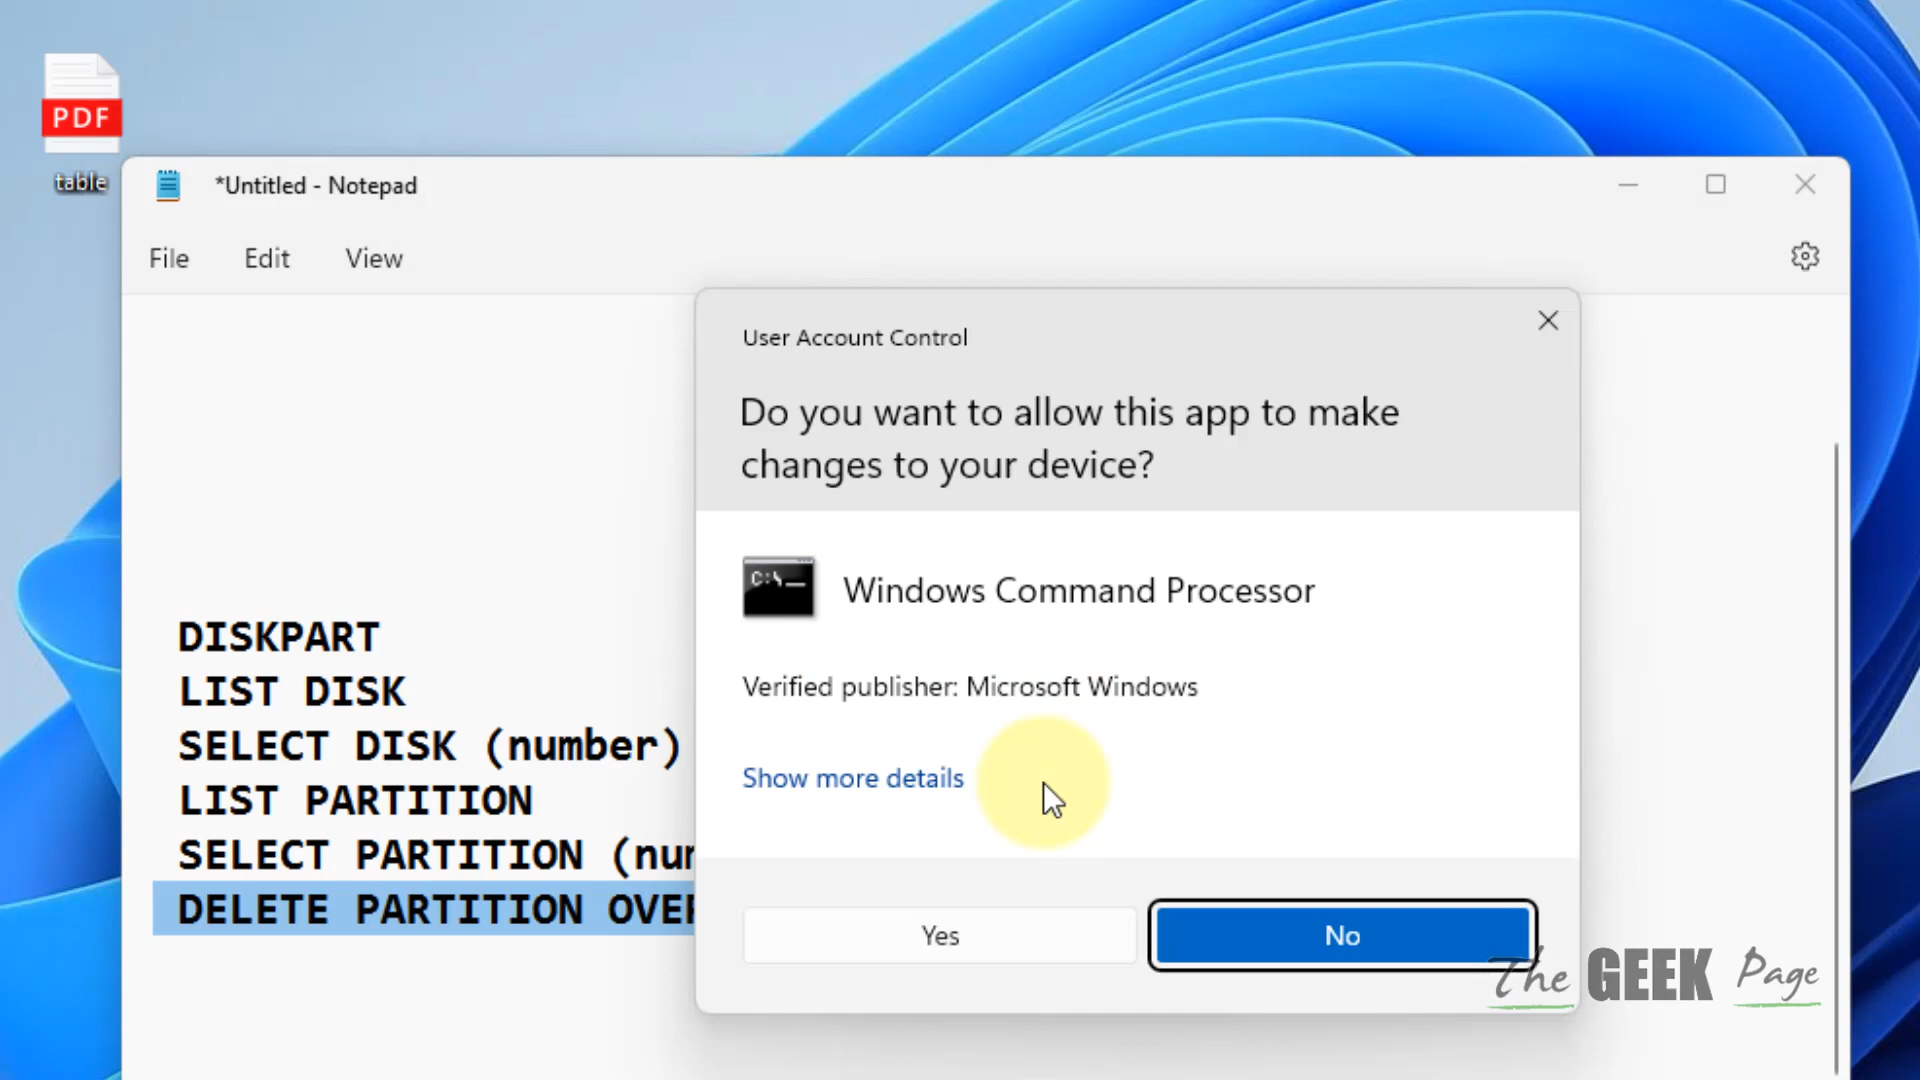 PDF
table
*Untitled - Notepad
File Edit View
User Account Control
Do you want to allow this app to make
changes to your device?
C:\
Windows Command Processor
Verified publisher: Microsoft Windows
Show more details
Yes No
DISKPART
LIST DISK
SELECT DISK (number)
LIST PARTITION
SELECT PARTITION
DELETE PARTITION
The GEEK Page